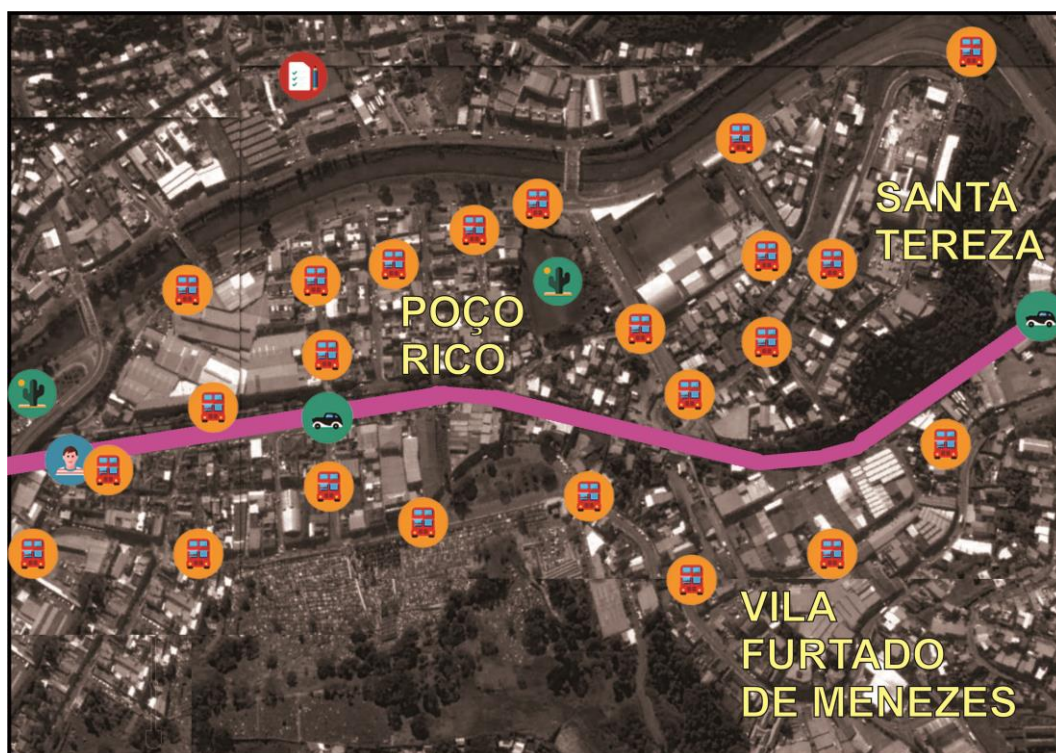 SANTA
TEREZA
POÇO
RICO
VILA
FURTADO
DE MENEZES